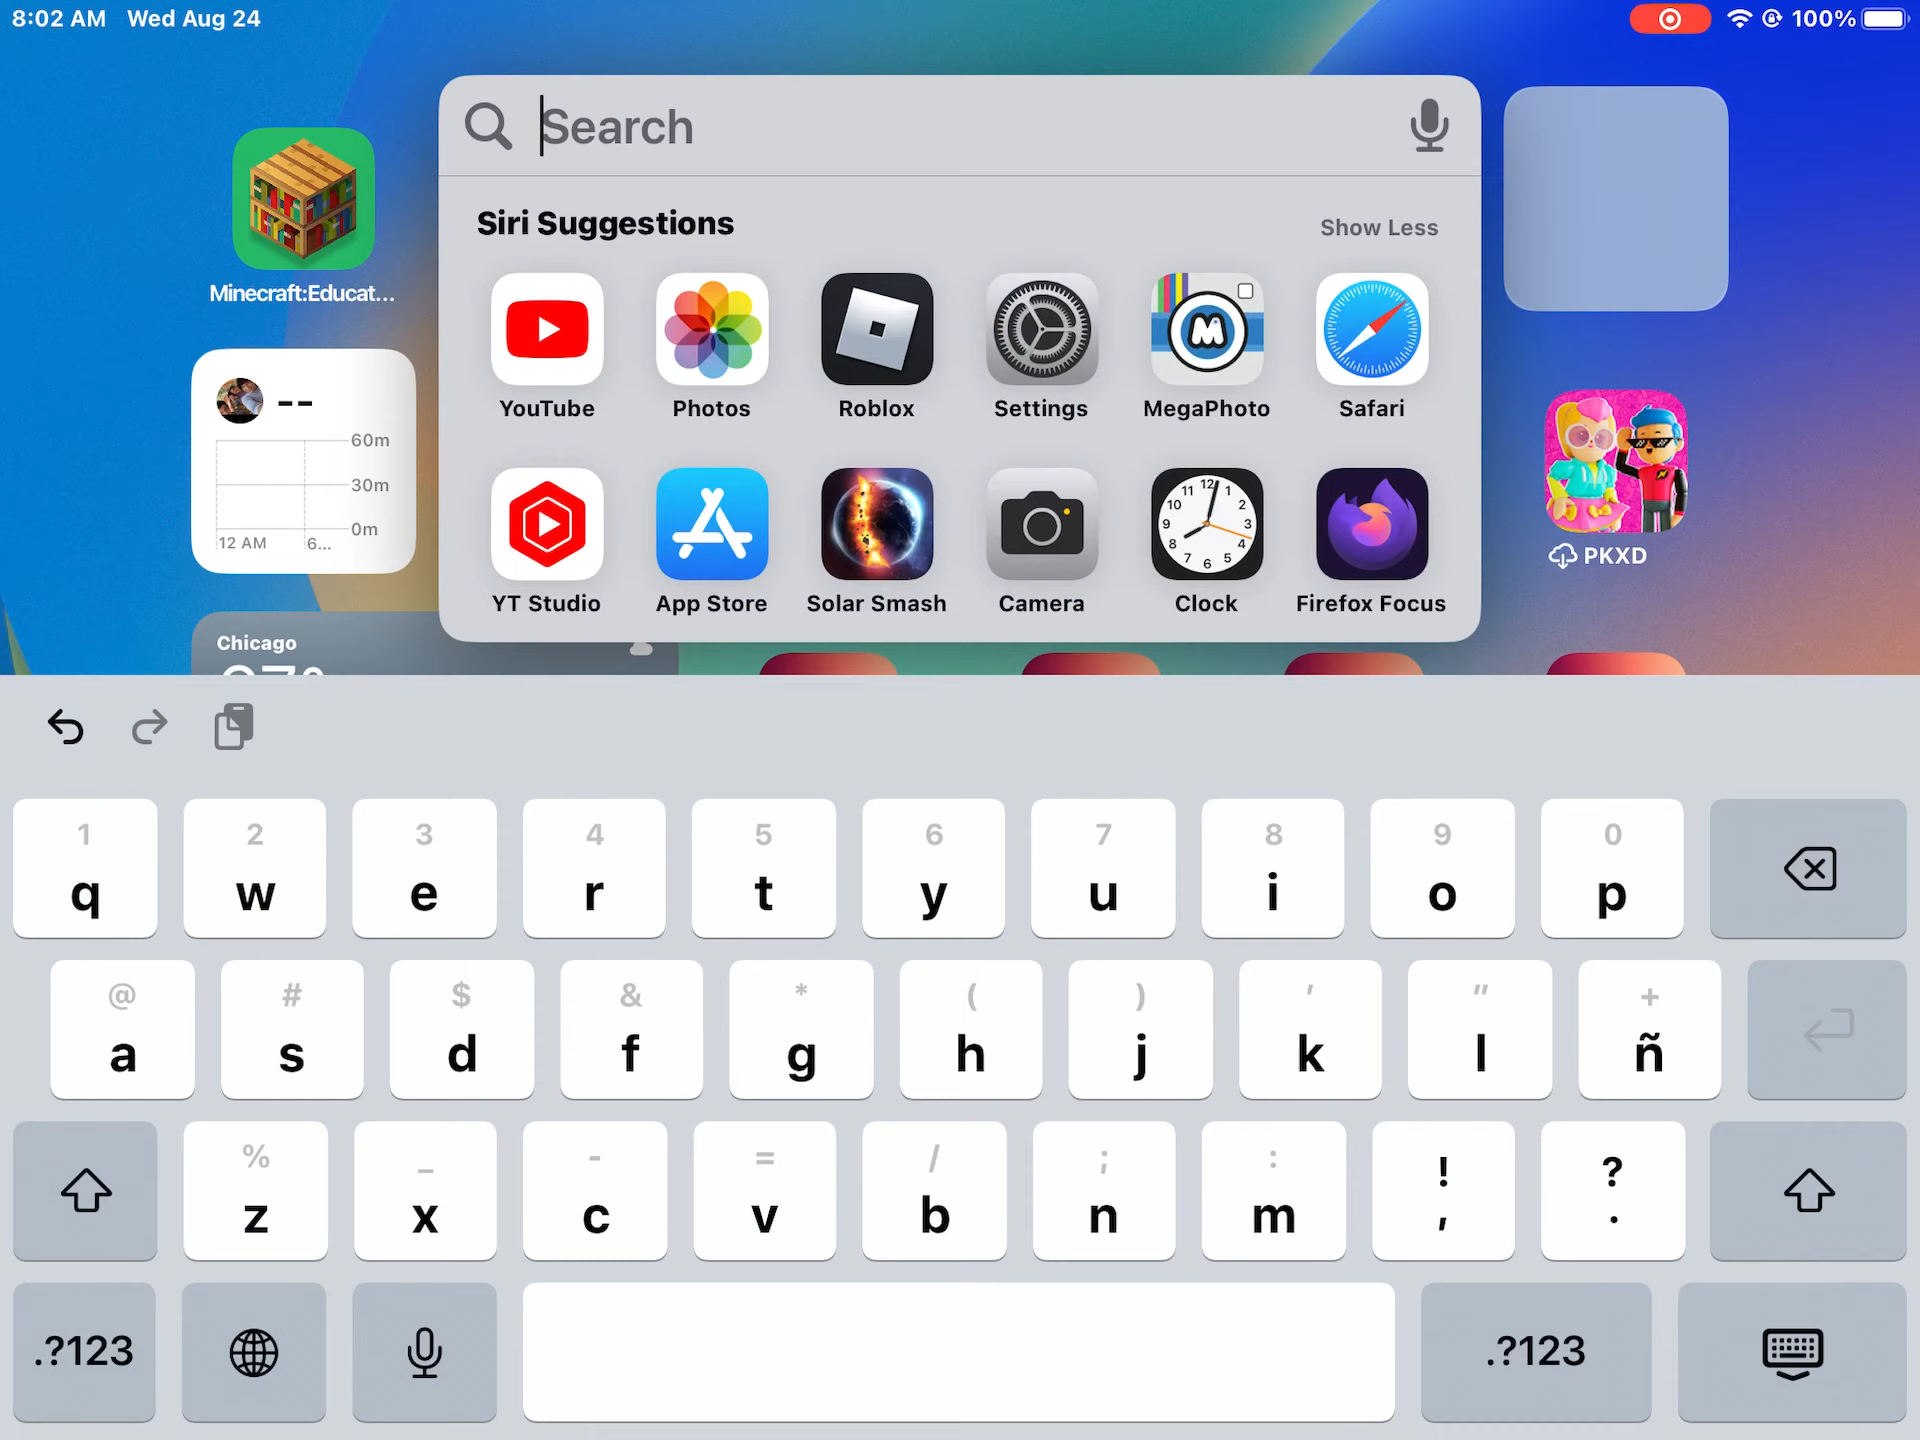 8:02 AM Wed Aug 24
100%
Search
Siri Suggestions
Show Less
Minecraft:Educat...
YouTube
Photos
Roblox
Settings
MegaPhoto
Safari
--
60m
30m
0m
12 AM
6...
YT Studio
App Store
Solar Smash
Camera
Clock
Firefox Focus
PKXD
Chicago
1 2 3 4 5 6 7 8 9 0
q w e r t y u i o p
@ # $ & * ( ) ' " +
a s d f g h j k l ñ
% _ - = / ; : ! ?
z x c v b n m , .
.?123
.?123